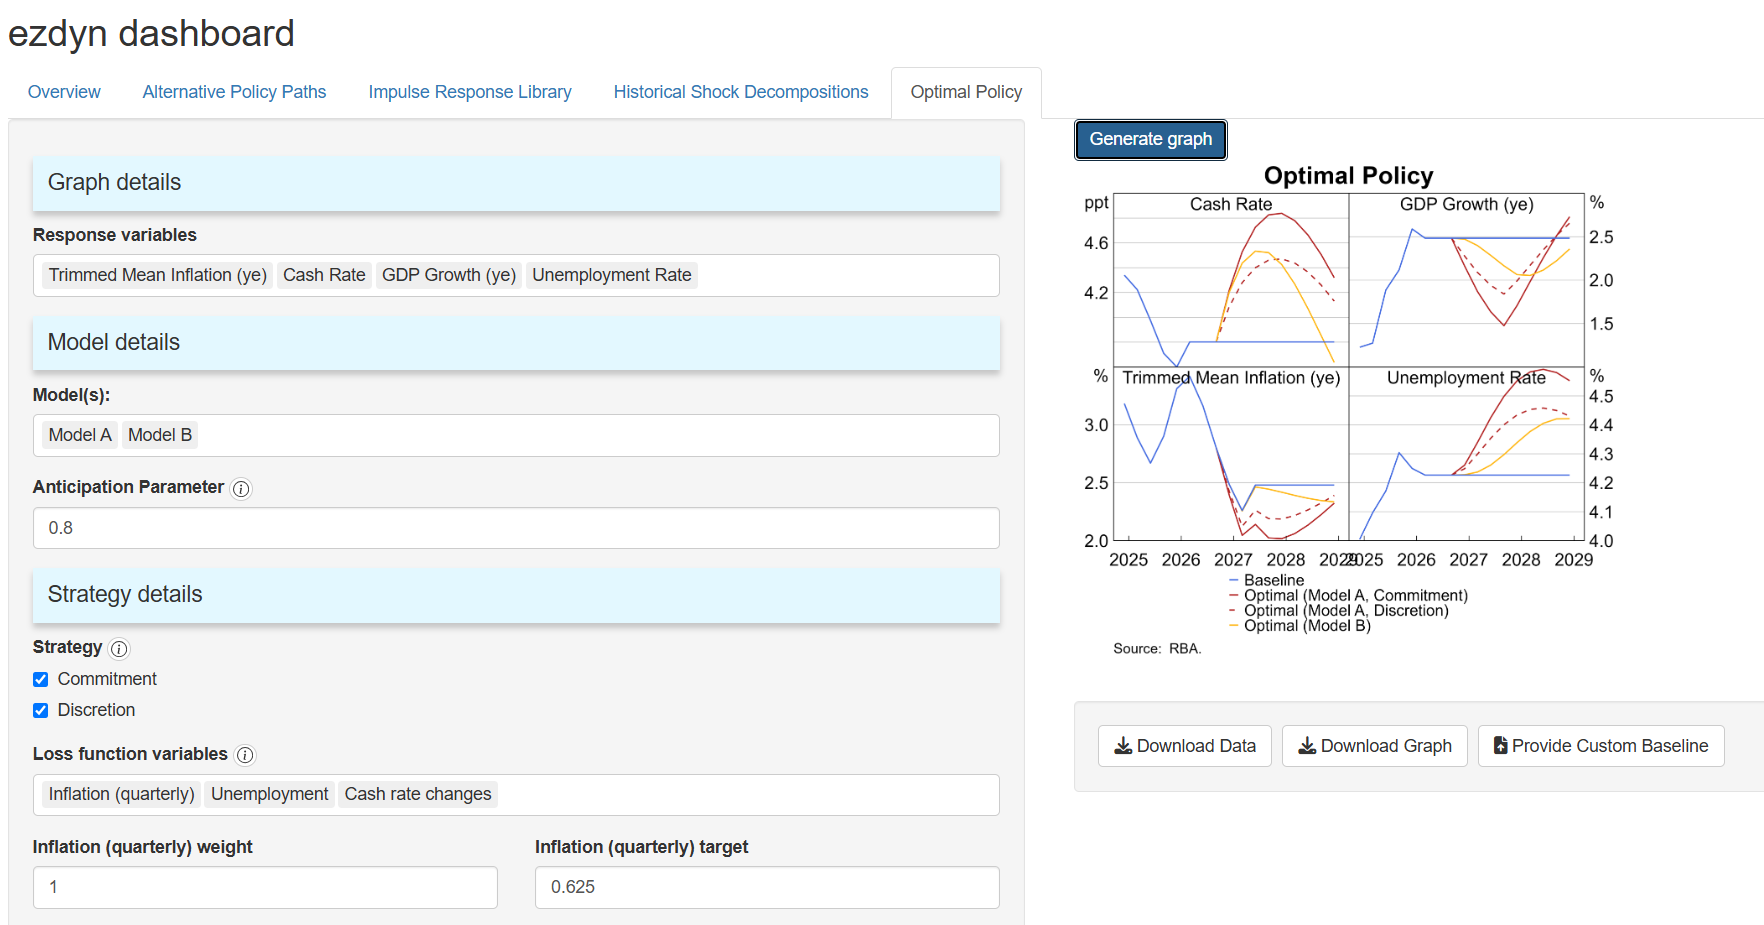 ezdyn dashboard
Overview Alternative Policy Paths Impulse Response Library Historical Shock Decompositions Optimal Policy
Graph details
Response variables
Trimmed Mean Inflation (ye) Cash Rate GDP Growth (ye) Unemployment Rate
Model details
Model(s):
Model A Model B
Anticipation Parameter i
0.8
Strategy details
Strategy i
Commitment
Discretion
Loss function variables i
Inflation (quarterly) Unemployment Cash rate changes
Inflation (quarterly) weight Inflation (quarterly) target
1 0.625
Generate graph
Optimal Policy
ppt Cash Rate GDP Growth (ye) %
4.6 2.5
4.2 2.0
1.5
% Trimmed Mean Inflation (ye) Unemployment Rate %
4.5
3.0 4.4
4.3
2.5 4.2
4.1
2.0 4.0
2025 2026 2027 2028 2029 2025 2026 2027 2028 2029
Baseline
Optimal (Model A, Commitment)
Optimal (Model A, Discretion)
Optimal (Model B)
Source: RBA.
Download Data Download Graph Provide Custom Baseline